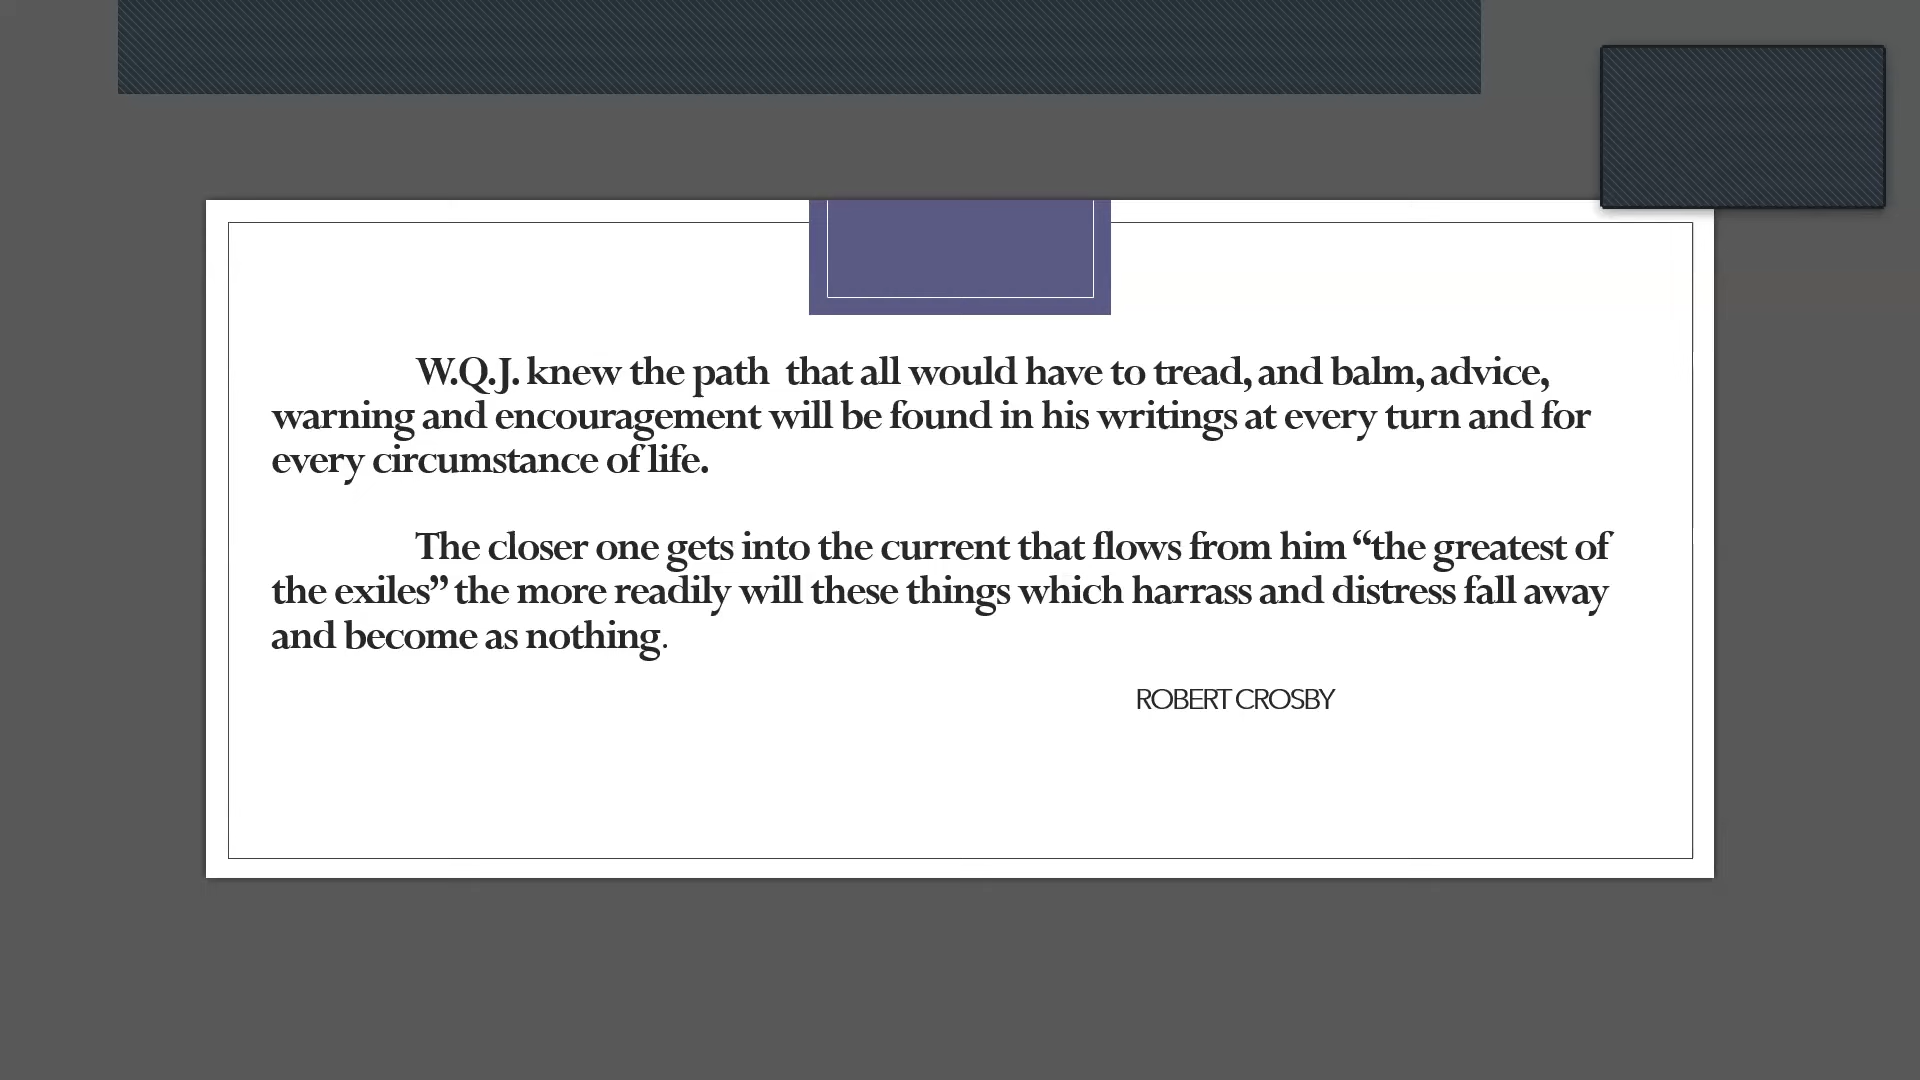 W.Q.J. knew the path  that all would have to tread, and balm, advice,
warning and encouragement will be found in his writings at every turn and for
every circumstance of life.
The closer one gets into the current that flows from him “the greatest of
the exiles” the more readily will these things which harrass and distress fall away
and become as nothing.
ROBERT CROSBY